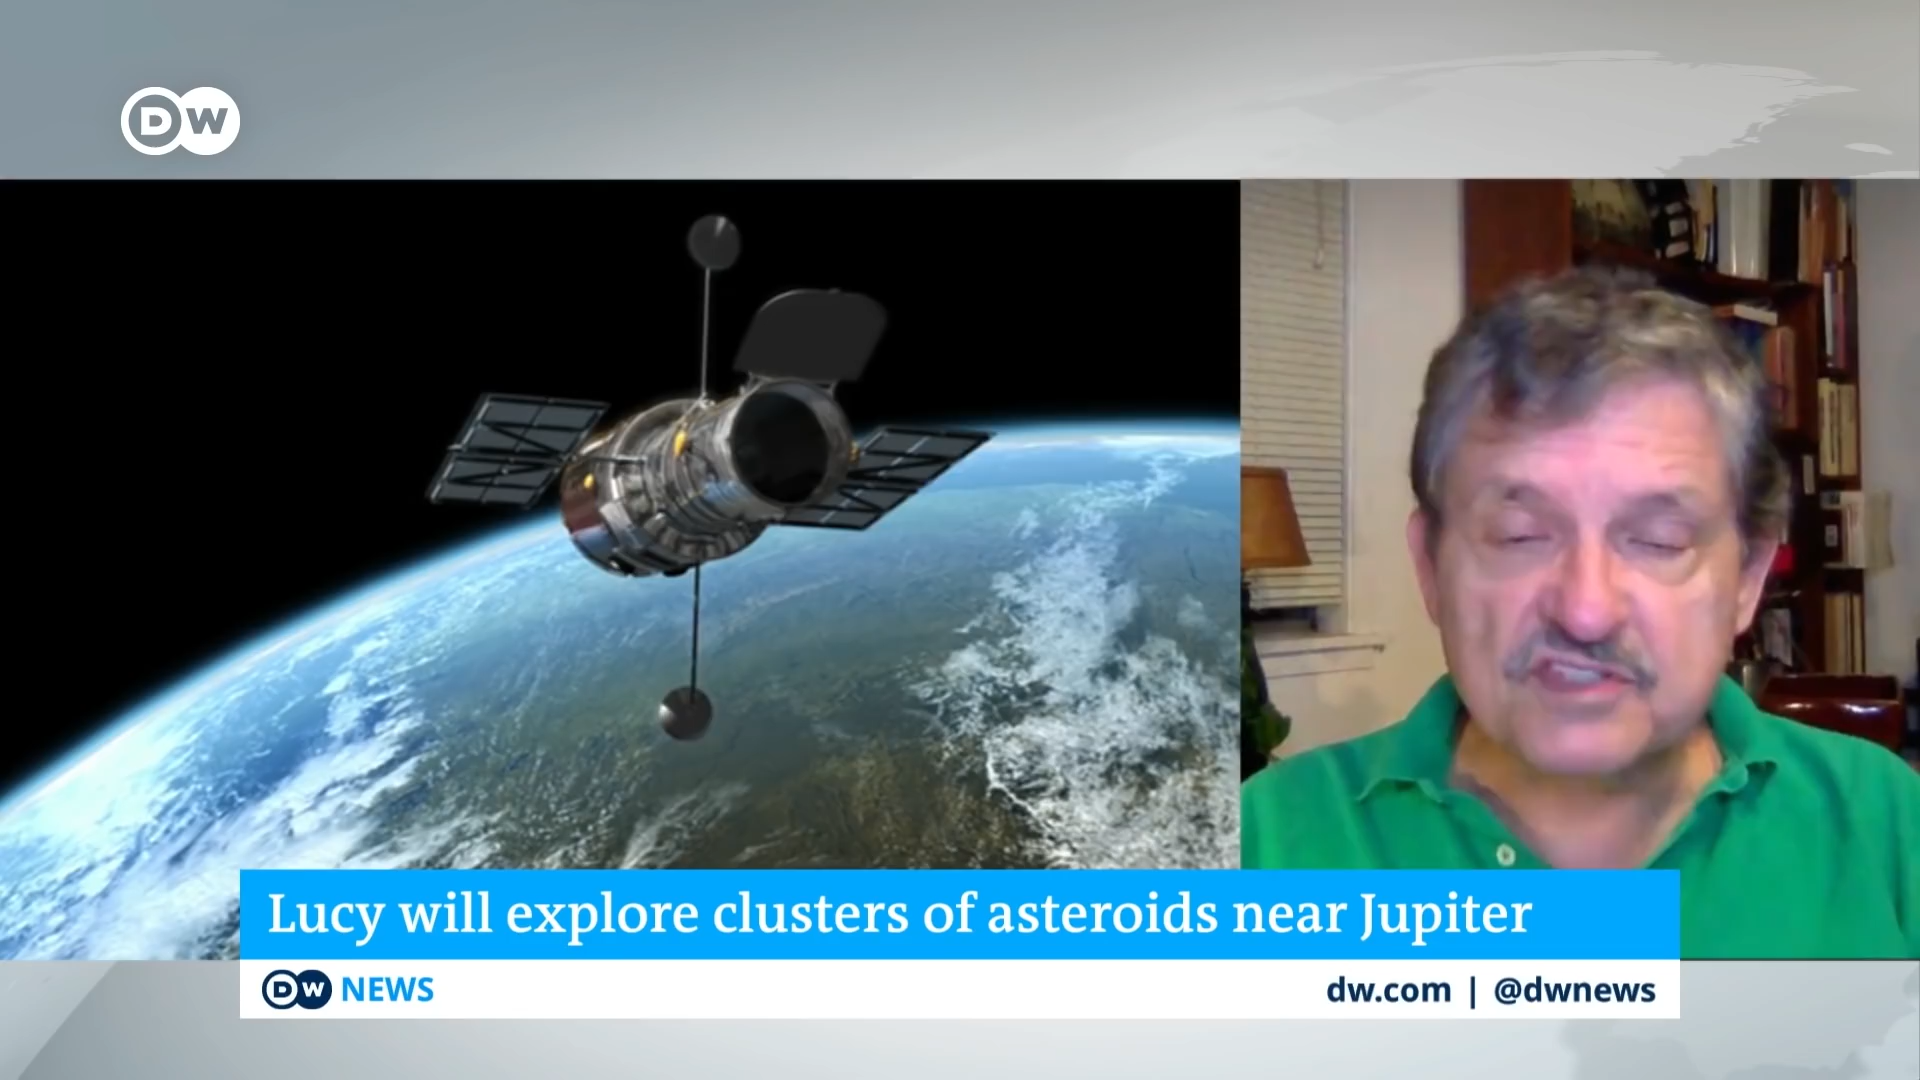 DW
Lucy will explore clusters of asteroids near Jupiter
DW NEWS
dw.com | @dwnews